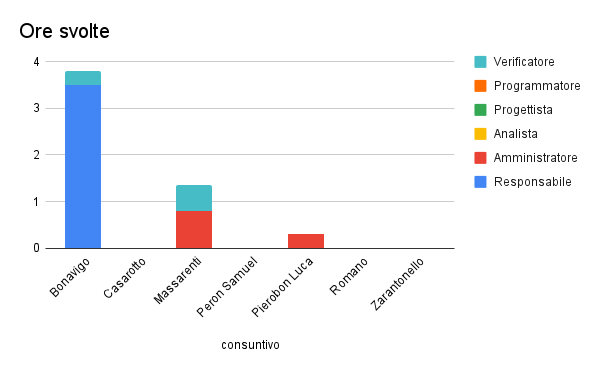 Ore svolte
4
3
2
1
0
Bonavigo
Casarotto
Massarenti
Peron Samuel
Pierobon Luca
Romano
Zarantonello
consuntivo
Verificatore
Programmatore
Progettista
Analista
Amministratore
Responsabile